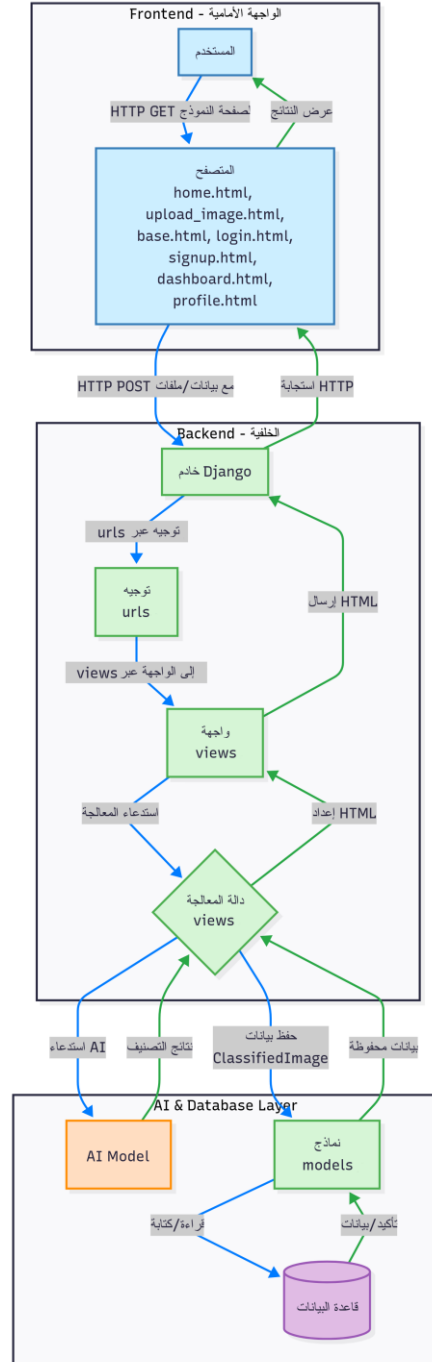 Frontend - الواجهة الأمامية
المستخدم
HTTP GET لصفحة النموذج
عرض النتائج
المتصفح
home.html,
upload_image.html,
base.html, login.html,
signup.html,
dashboard.html,
profile.html
HTTP POST مع بيانات/ملفات
استجابة HTTP
Backend - الخلفية
خادم Django
توجيه عبر urls
توجيه
urls
إرسال HTML
إلى الواجهة عبر views
واجهة
views
استدعاء المعالجة
إعداد HTML
دالة المعالجة
views
استدعاء AI
نتائج التصنيف
حفظ بيانات
ClassifiedImage
بيانات محفوظة
AI & Database Layer
AI Model
نماذج
models
قراءة/كتابة
تأكيد/بيانات
قاعدة البيانات